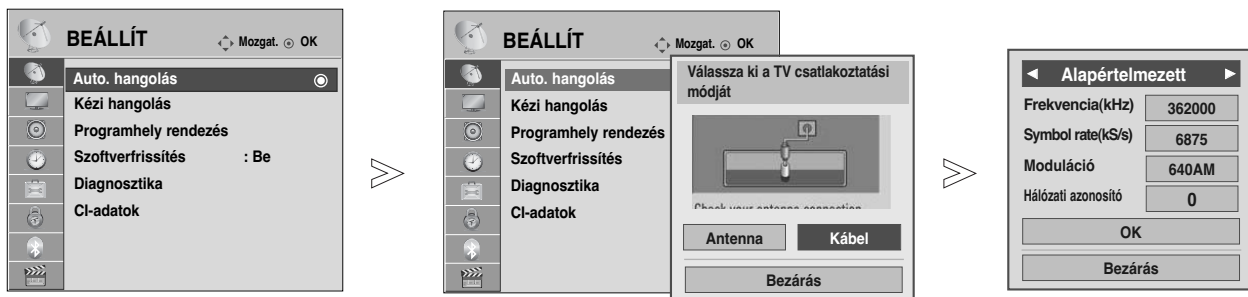 BEÁLLÍT Mozgat. OK
Auto. hangolás
Kézi hangolás
Programhely rendezés
Szoftverfrissítés : Be
Diagnosztika
CI-adatok
BEÁLLÍT Mozgat. OK
Auto. hangolás
Kézi hangolás
Programhely rendezés
Szoftverfrissítés
Diagnosztika
CI-adatok
Válassza ki a TV csatlakoztatási
módját
Check your antenna connection
Antenna Kábel
Bezárás
Alapértelmezett
Frekvencia(kHz) 362000
Symbol rate(kS/s) 6875
Moduláció 640AM
Hálózati azonosító 0
OK
Bezárás